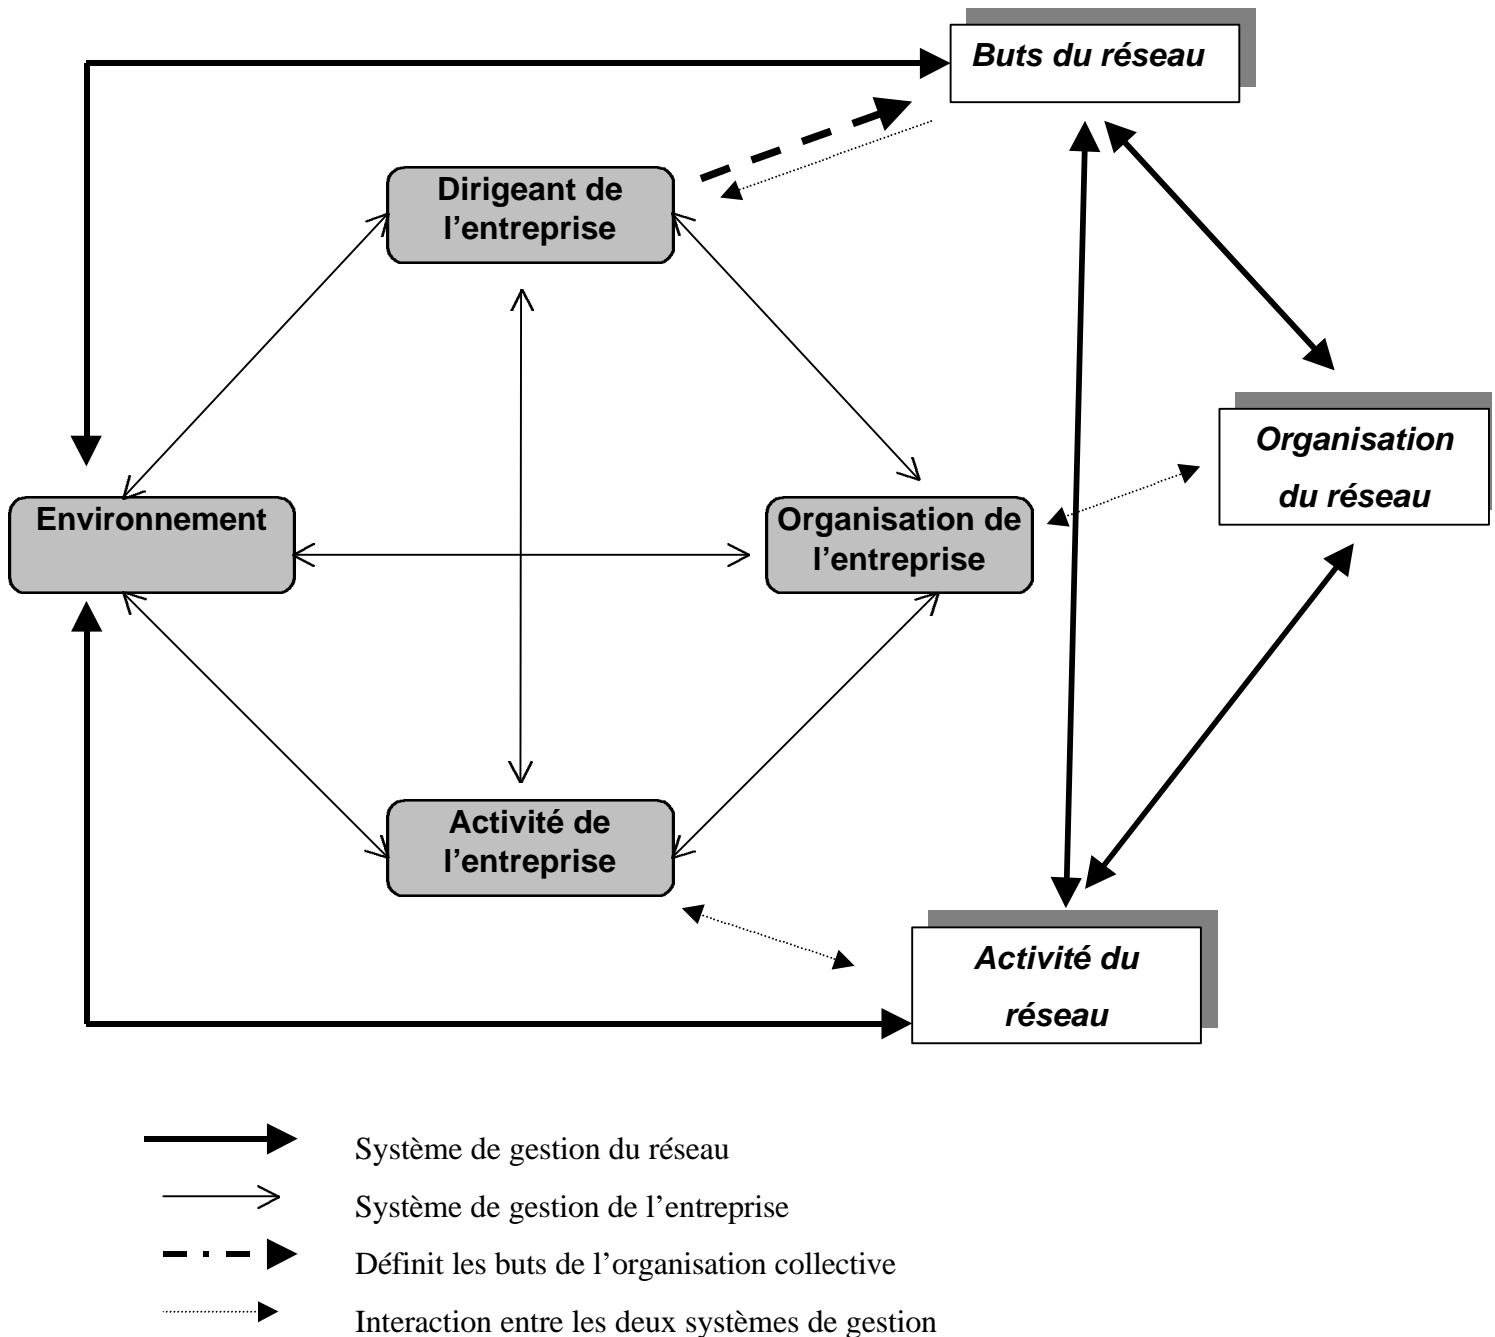 Buts du réseau
Dirigeant de
l’entreprise
Organisation
du réseau
Environnement
Organisation de
l’entreprise
Activité de
l’entreprise
Activité du
réseau
Système de gestion du réseau
Système de gestion de l’entreprise
Définit les buts de l’organisation collective
Interaction entre les deux systèmes de gestion